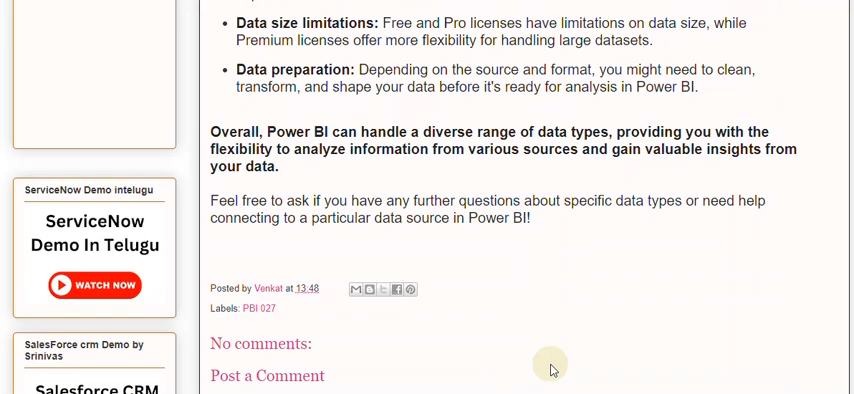 Data size limitations: Free and Pro licenses have limitations on data size, while
Premium licenses offer more flexibility for handling large datasets.
Data preparation: Depending on the source and format, you might need to clean,
transform, and shape your data before it's ready for analysis in Power BI.
Overall, Power BI can handle a diverse range of data types, providing you with the
flexibility to analyze information from various sources and gain valuable insights from
your data.
Feel free to ask if you have any further questions about specific data types or need help
connecting to a particular data source in Power BI!
Posted by Venkat at 13:48
Labels: PBI 027
No comments:
Post a Comment
ServiceNow Demo intelugu
ServiceNow
Demo In Telugu
WATCH NOW
SalesForce crm Demo by
Srinivas
Salesforce CRM